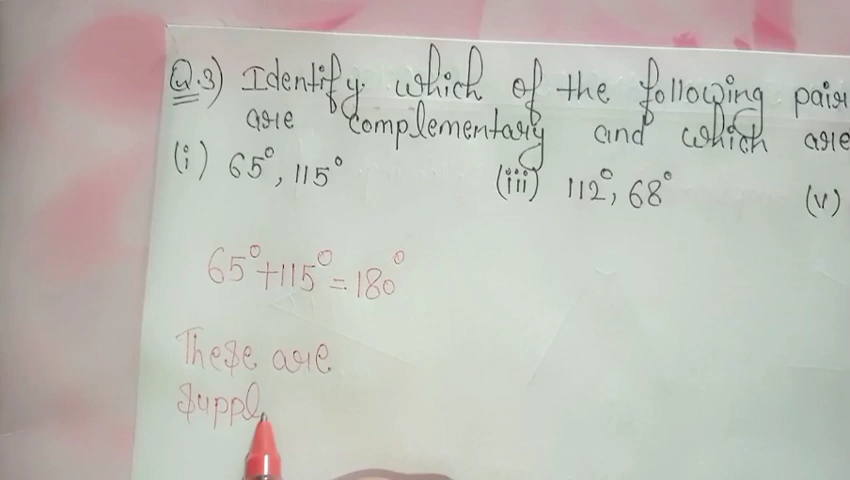 Q.3) Identify which of the following pair
are complementary and which are
(i) 65°, 115° (iii) 112°, 68° (v)
65°+115°=180°
These are
Suppl